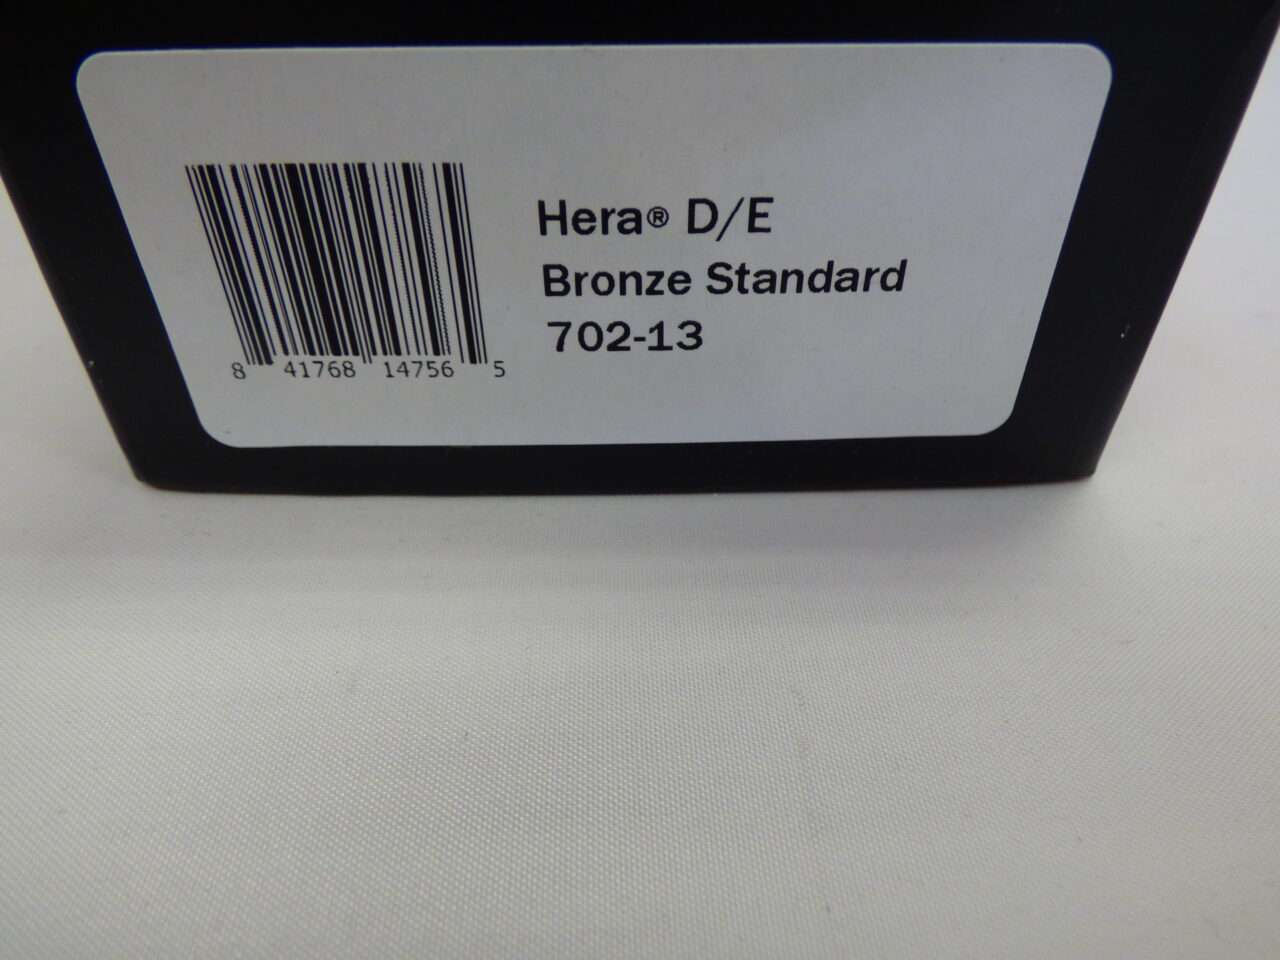 Hera® D/E
Bronze Standard
702-13
8 41768 14756 5